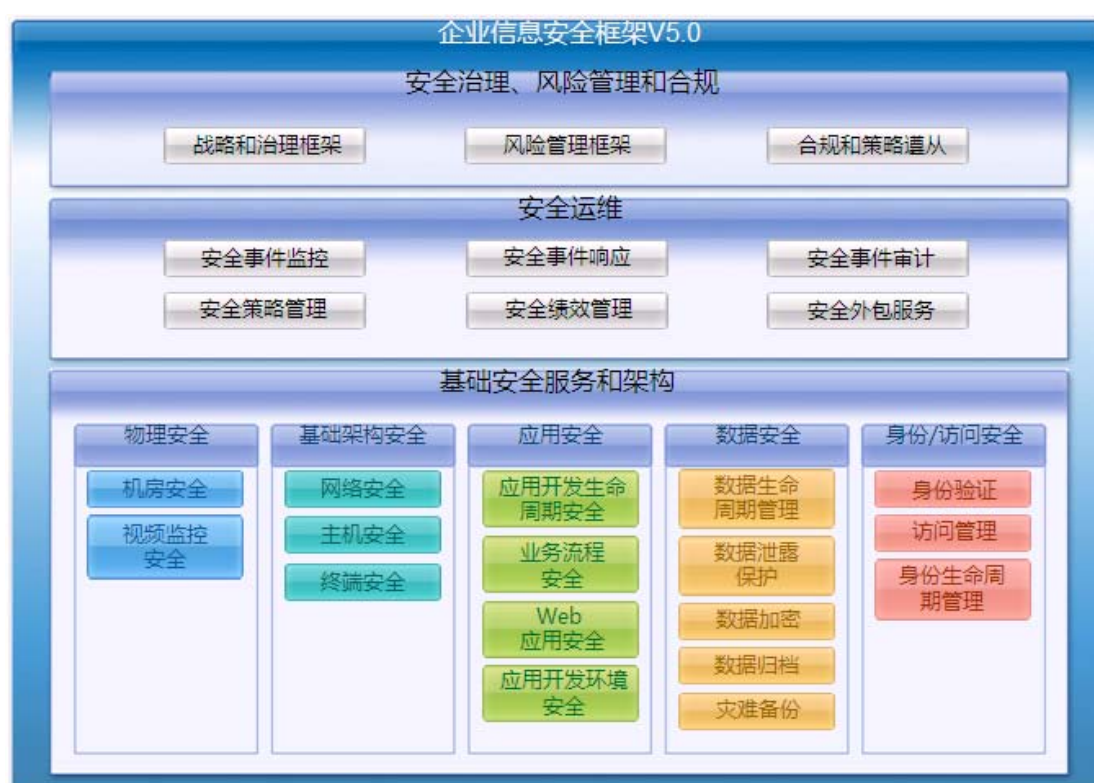 企业信息安全框架V5.0
安全治理、风险管理和合规
战略和治理框架
风险管理框架
合规和策略遵从
安全运维
安全事件监控
安全事件响应
安全事件审计
安全策略管理
安全绩效管理
安全外包服务
基础安全服务和架构
物理安全
机房安全
视频监控
安全
基础架构安全
网络安全
主机安全
终端安全
应用安全
应用开发生命
周期安全
业务流程
安全
Web
应用安全
应用开发环境
安全
数据安全
数据生命
周期管理
数据泄露
保护
数据加密
数据归档
灾难备份
身份/访问安全
身份验证
访问管理
身份生命周
期管理